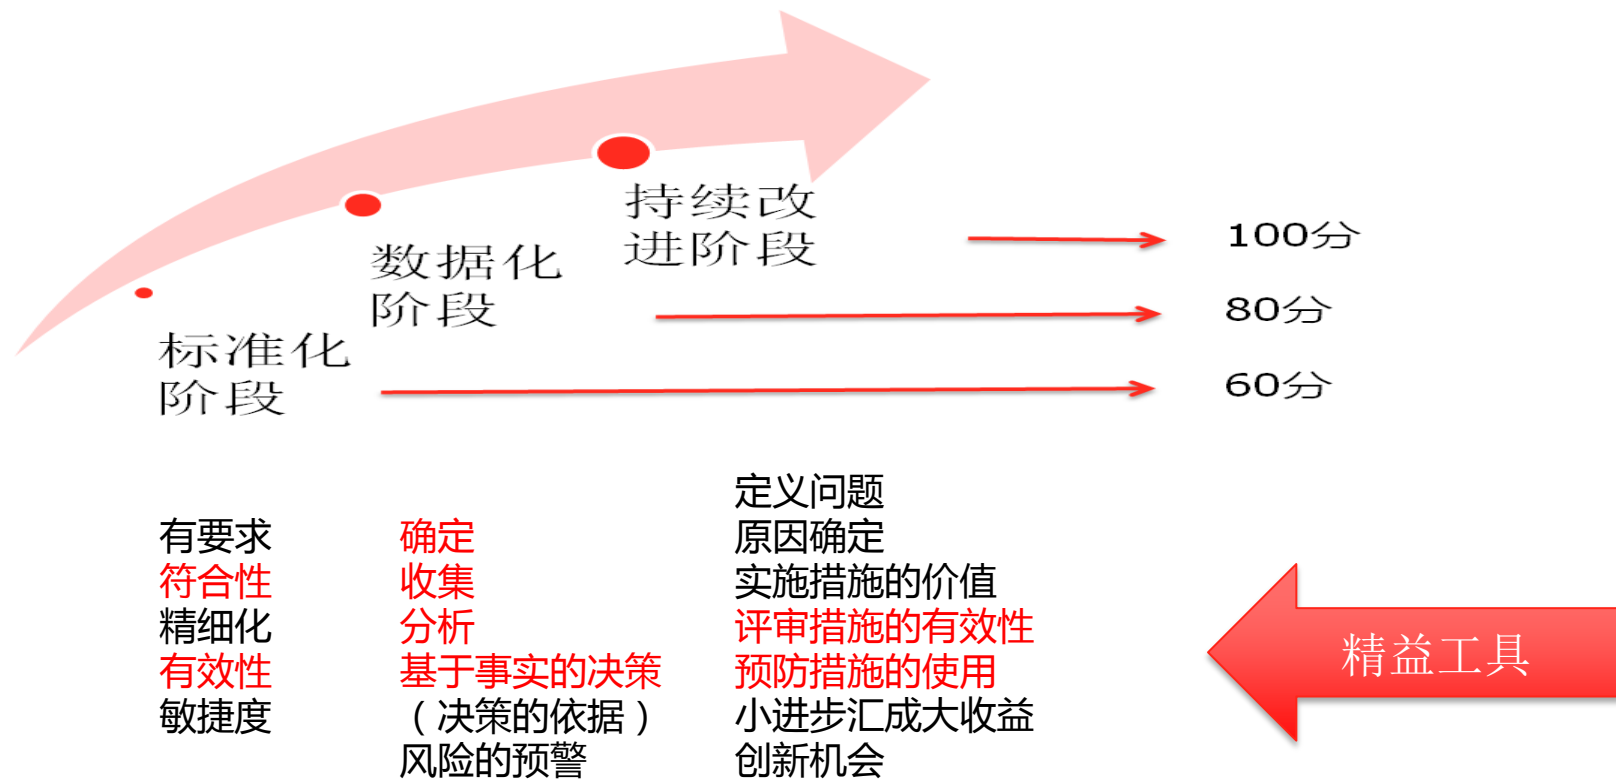 持续改
进阶段
100分
数据化
阶段
80分
标准化
阶段
60分
有要求
符合性
精细化
有效性
敏捷度
确定
收集
分析
基于事实的决策
（决策的依据）
风险的预警
定义问题
原因确定
实施措施的价值
评审措施的有效性
预防措施的使用
小进步汇成大收益
创新机会
精益工具